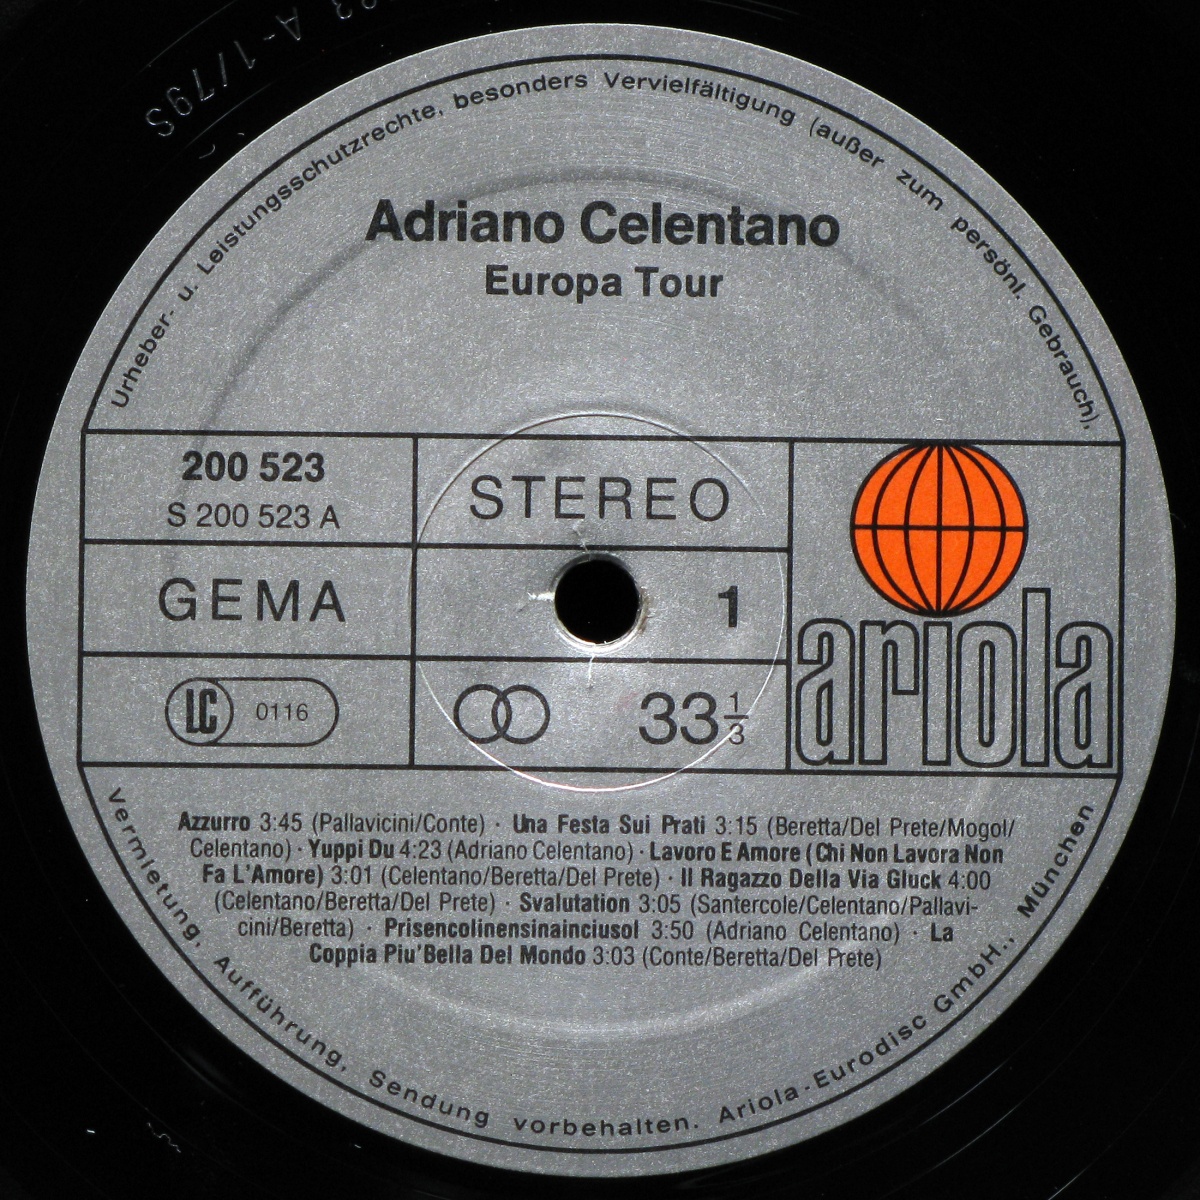 A-1/79S
Urheber- u. Leistungsschutzrechte, besonders Vervielfältigung (außer zum persönl. Gebrauch),
Adriano Celentano
Europa Tour
200 523
S 200 523 A
STEREO
GEMA
1
LC 0116
33 1/3
ariola
Azzurro 3:45 (Pallavicini/Conte) · Una Festa Sui Prati 3:15 (Beretta/Del Prete/Mogol/
Celentano) · Yuppi Du 4:23 (Adriano Celentano) · Lavoro E Amore (Chi Non Lavora Non
Fa L'Amore) 3:01 (Celentano/Beretta/Del Prete) · Il Ragazzo Della Via Gluck 4:00
(Celentano/Beretta/Del Prete) · Svalutation 3:05 (Santercole/Celentano/Pallavi-
cini/Beretta) · Prisencolinensinainciusol 3:50 (Adriano Celentano) · La
Coppia Piu'Bella Del Mondo 3:03 (Conte/Beretta/Del Prete)
Vermietung, Aufführung, Sendung vorbehalten. Ariola-Eurodisc GmbH., München